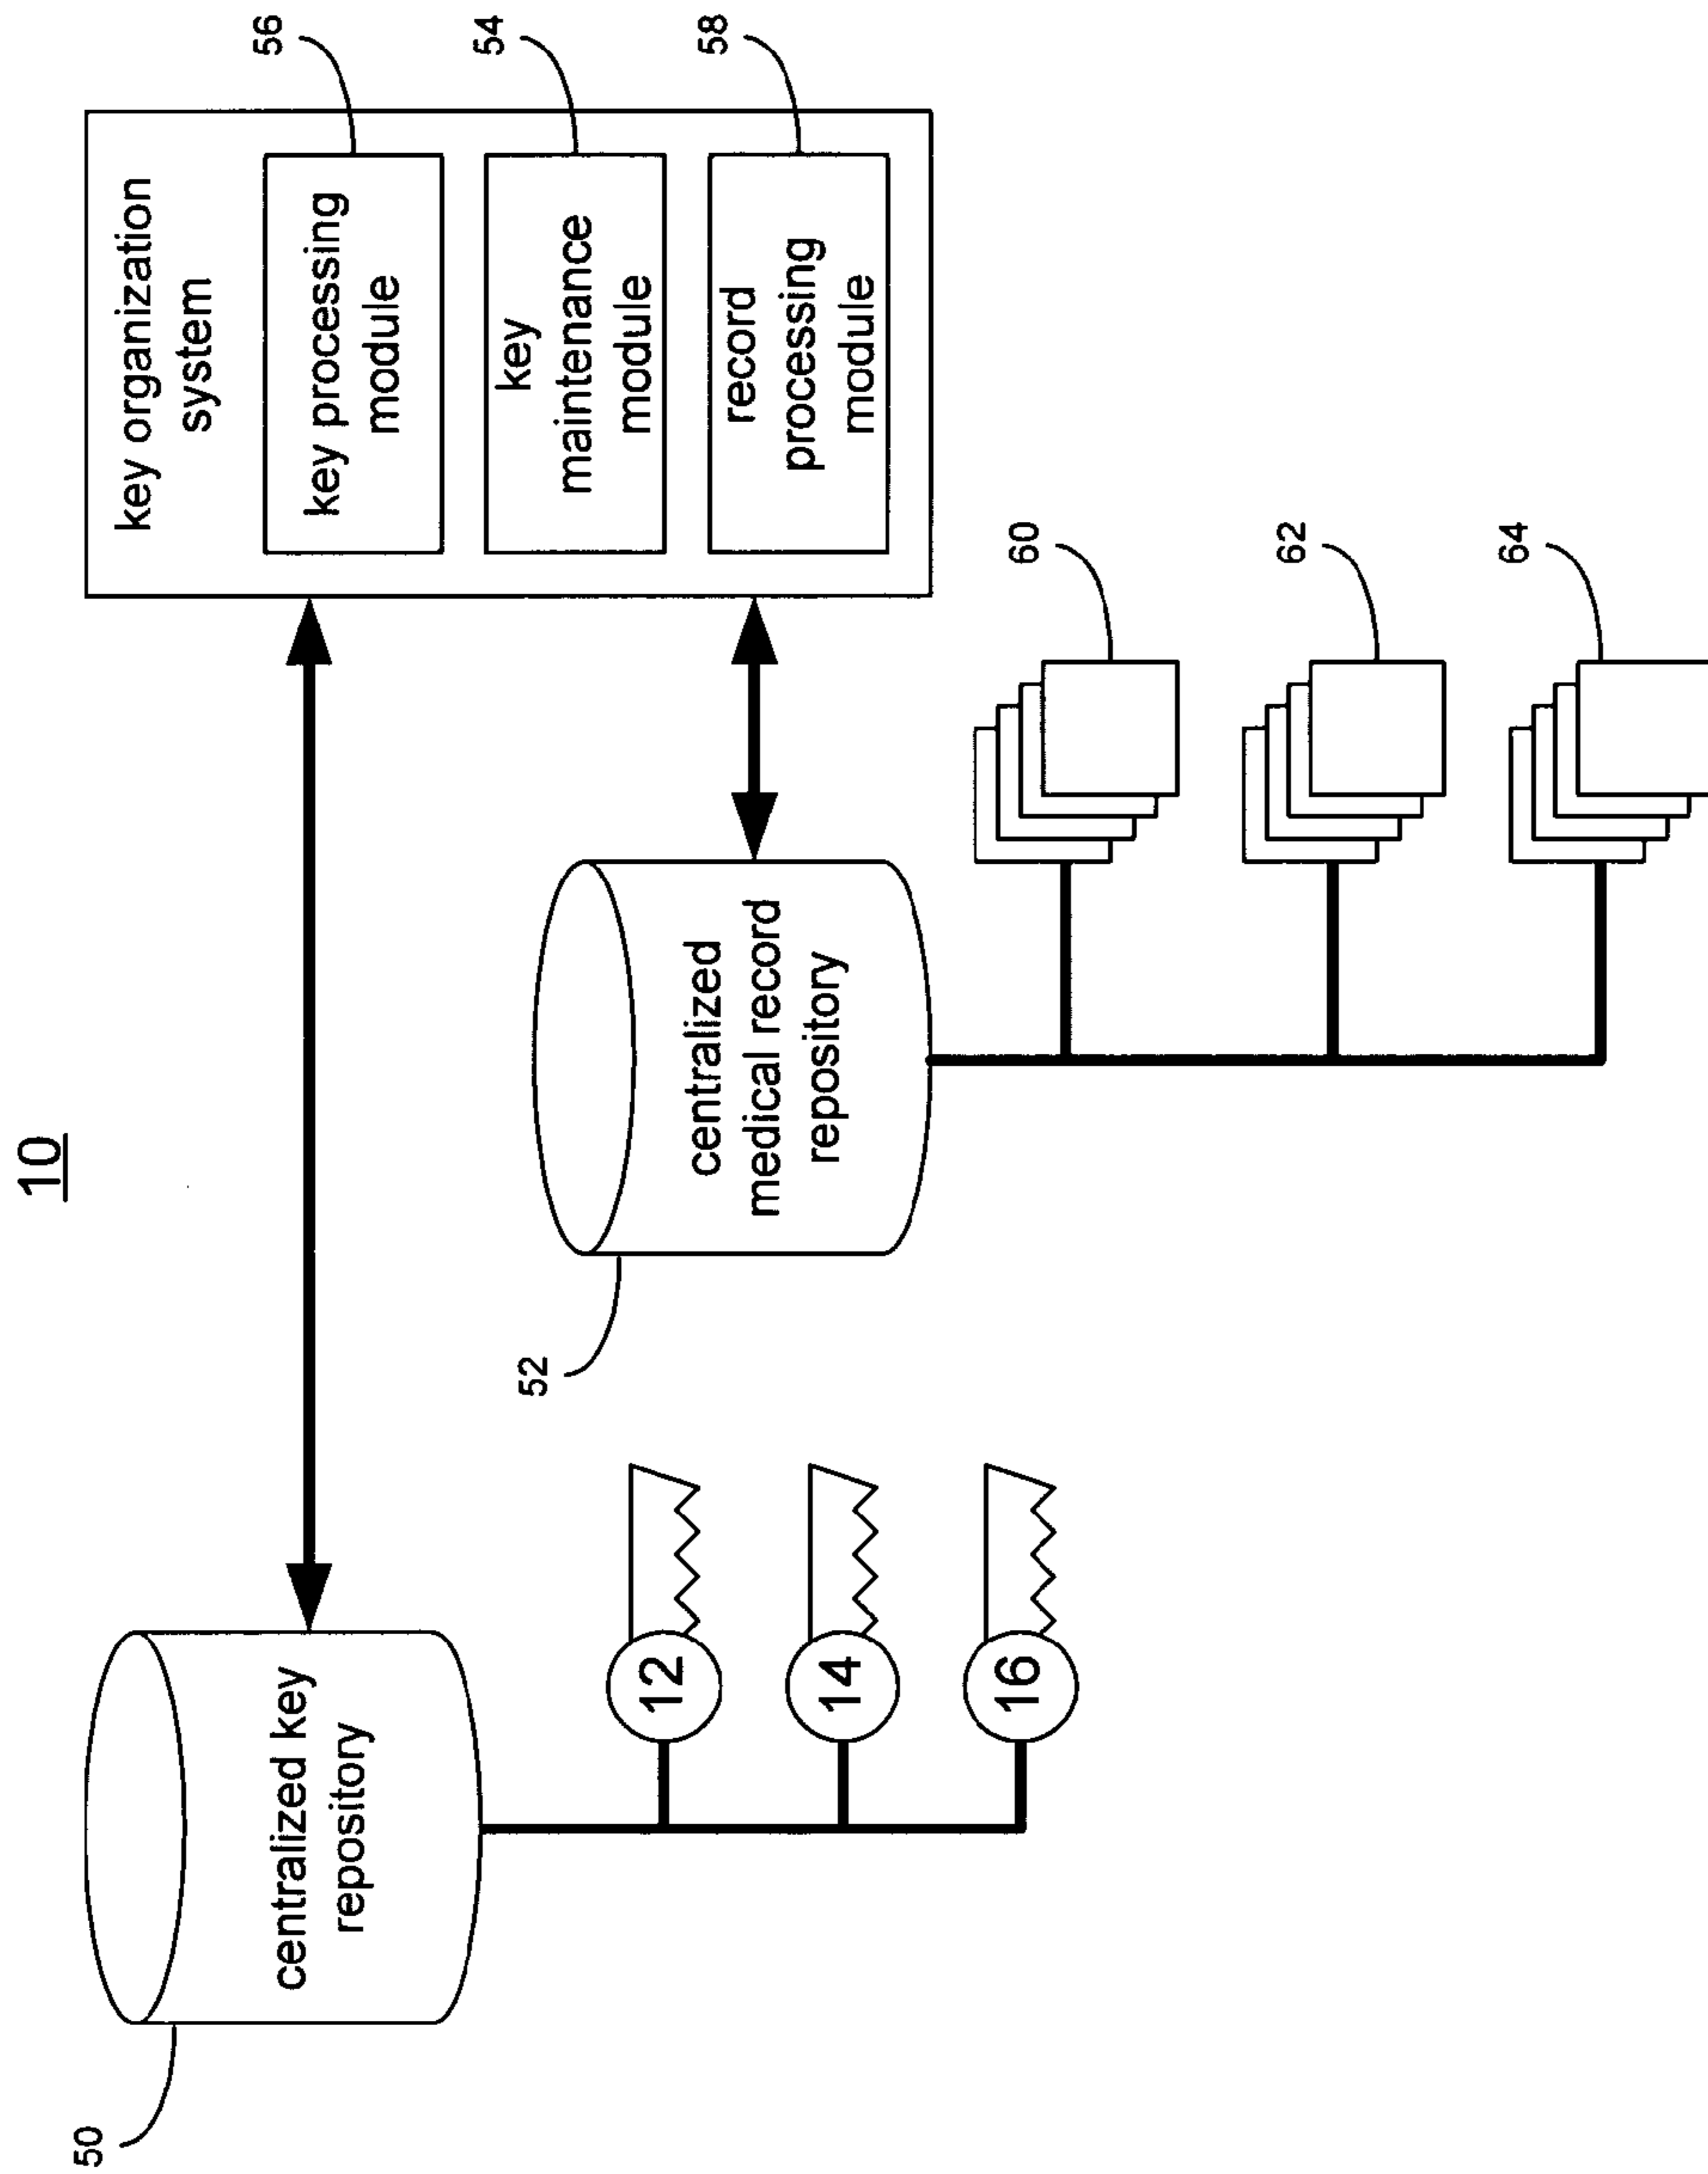 10
50
centralized key
repository
12
14
16
52
centralized
medical record
repository
key organization
system
key processing
module
56
key
maintenance
module
54
record
processing
module
58
60
62
64